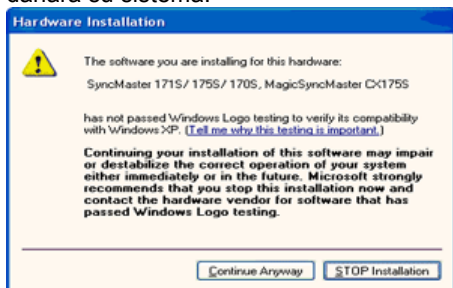 Hardware Installation
The software you are installing for this hardware:
SyncMaster 171S/ 175S/ 170S, MagicSyncMaster CX175S
has not passed Windows Logo testing to verify its compatibility
with Windows XP. (Tell me why this testing is important.)
Continuing your installation of this software may impair
or destabilize the correct operation of your system
either immediately or in the future. Microsoft strongly
recommends that you stop this installation now and
contact the hardware vendor for software that has
passed Windows Logo testing.
Continue Anyway
STOP Installation